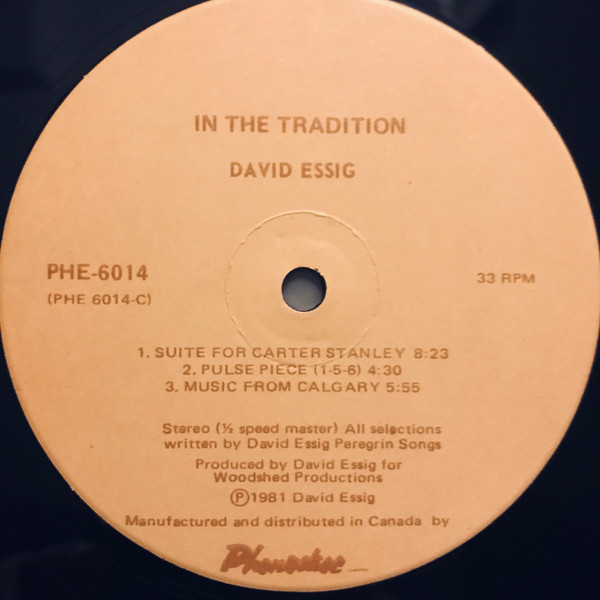 IN THE TRADITION
DAVID ESSIG
PHE-6014
(PHE 6014-C)
33 RPM
1. SUITE FOR CARTER STANLEY 8:23
2. PULSE PIECE (1-5-6) 4:30
3. MUSIC FROM CALGARY 5:55
Stereo (½ speed master) All selections
written by David Essig Peregrin Songs
Produced by David Essig for
Woodshed Productions
Ⓟ1981 David Essig
Manufactured and distributed in Canada by
Phonodisc